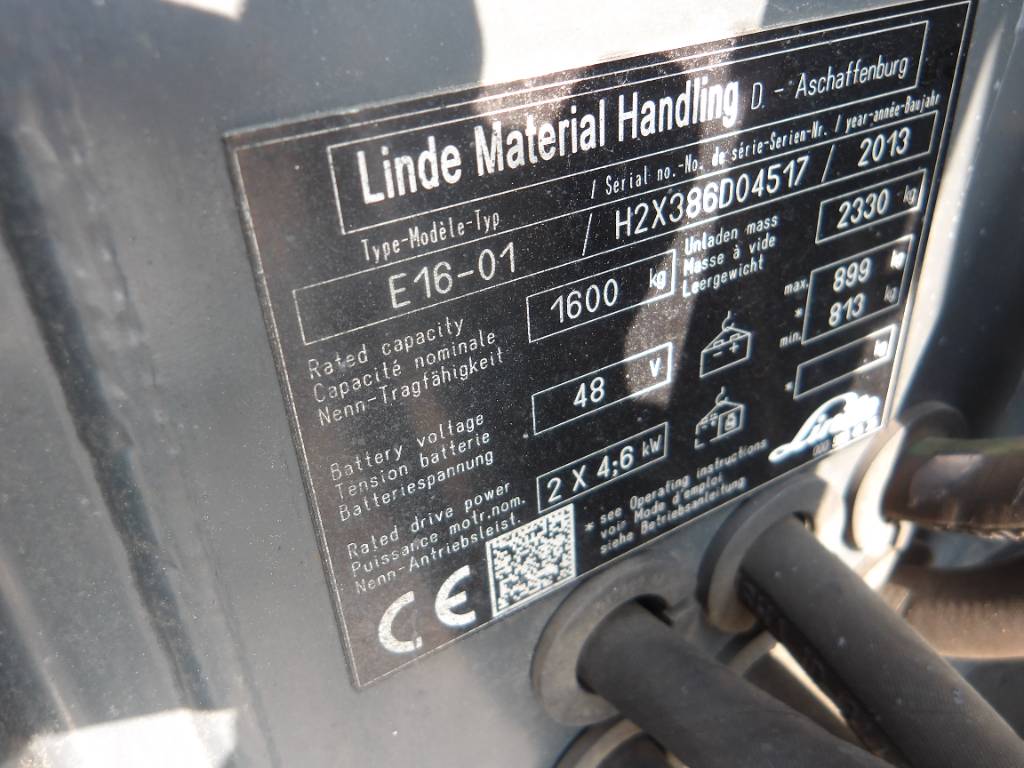 Linde Material Handling D. - Aschaffenburg
Type-Modèle-Typ / Serial no.-No. de série-Serien-Nr. / year-année-Baujahr
E16-01 / H2X386D04517 / 2013
Rated capacity
Capacité nominale
Nenn-Tragfähigkeit
1600 kg
Unladen mass
Masse à vide
Leergewicht
2330 kg
Battery voltage
Tension batterie
Batteriespannung
48 V
max. 899 kg
*
min. 813 kg
Rated drive power
Puissance motr.nom.
Nenn-Antriebsleist.
2 X 4;6 kW
* kg
* see Operating instructions
voir Mode d'emploi
siehe Betriebsanleitung
Linde
CE